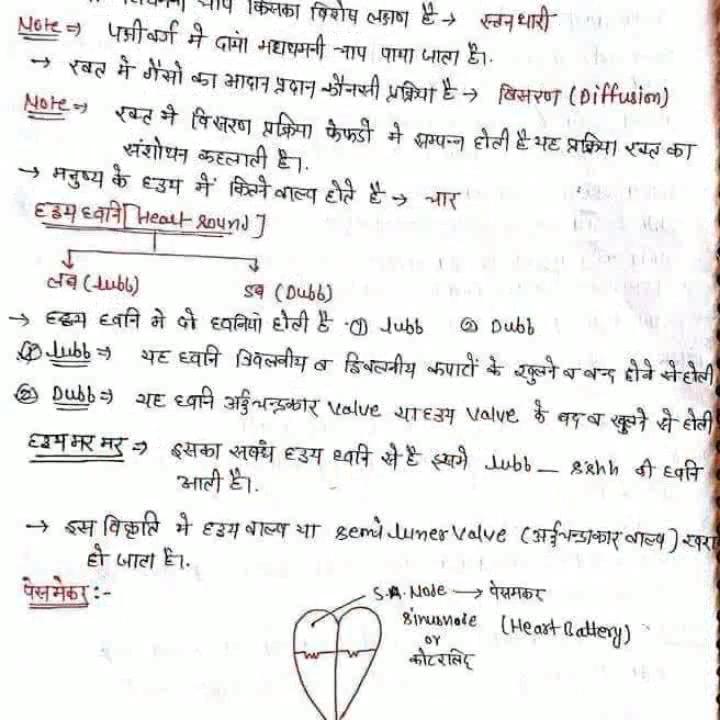 चाप किसका विशेष लक्षण है → स्तनधारी
Note ⇒ पक्षीवर्ग में दाया महाधमनी चाप पाया जाता है।
→ रक्त में गैसो का आदान प्रदान कौनसी प्रक्रिया है → विसरण (Diffusion)
Note ⇒ रक्त मे विसरण प्रक्रिया फेफडो में सम्पन्न होती है यह प्रक्रिया रक्त का
संशोधन कहलाती है।
→ मनुष्य के हृदय में कितने वाल्व होते है → चार
हृदय ध्वनि [Heart Sound]
लब (Lubb)
डब (Dubb)
→ हृदय ध्वनि मे दो ध्वनियां होती है ① Lubb ② Dubb
① Lubb ⇒ यह ध्वनि त्रिवलनीय व द्विवलनीय कपाटों के खुलने व बन्द होने से होती
② Dubb ⇒ यह ध्वनि अर्द्धचन्द्राकार Valve या हृदय Valve के बंद व खुलने से होती
हृदय मर मर ⇒ इसका सबंध हृदय ध्वनि से है इसमे Lubb — sshh की ध्वनि
आती है।
→ इस विकृति मे हृदय वाल्व या Semi Luner Valve (अर्द्धचन्द्राकार वाल्व) खरा
हो जाता है।
पेसमेकर :-
S.A. Node → पेसमेकर
Sinusnode (Heart Battery)
or
कोटरालिंद